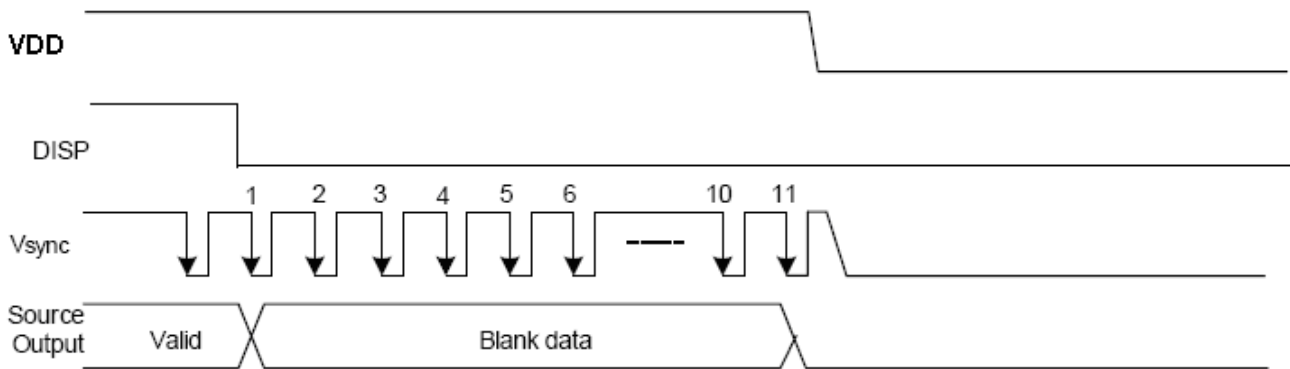 VDD
DISP
1 2 3 4 5 6 10 11
Vsync
Source
Output
Valid
Blank data